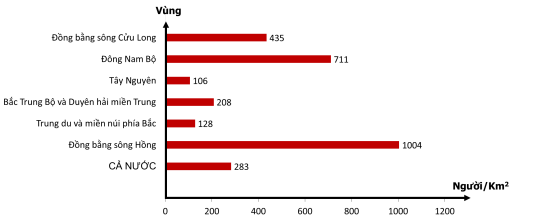 Vùng
Đồng bằng sông Cửu Long 435
Đông Nam Bộ 711
Tây Nguyên 106
Bắc Trung Bộ và Duyên hải miền Trung 208
Trung du và miền núi phía Bắc 128
Đồng bằng sông Hồng 1004
CẢ NƯỚC 283
Người/Km²
0 200 400 600 800 1000 1200